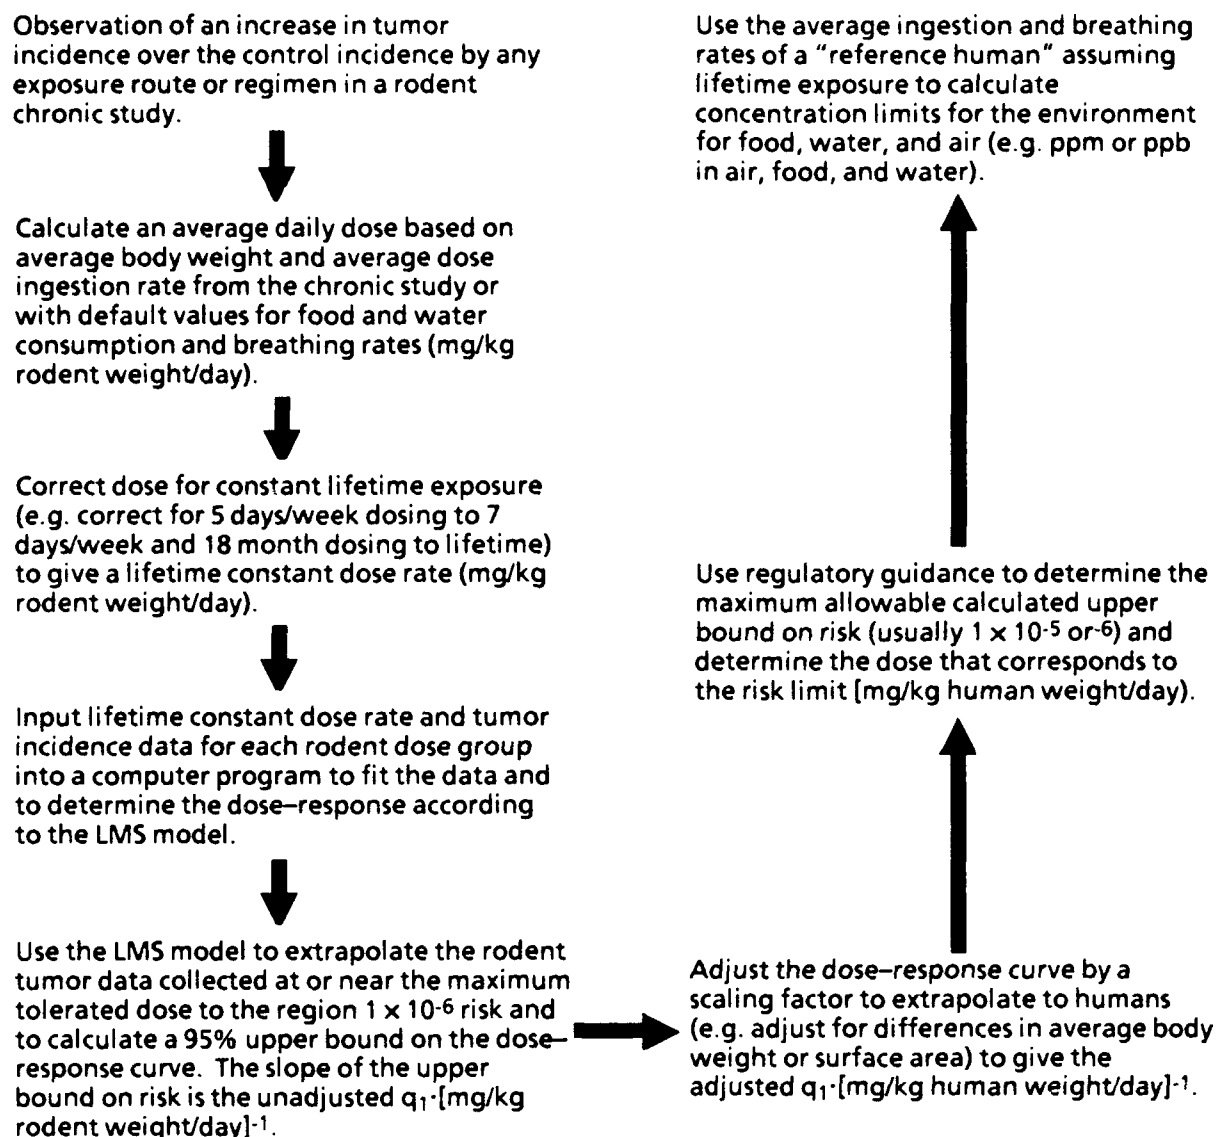 Observation of an increase in tumor
incidence over the control incidence by any
exposure route or regimen in a rodent
chronic study.
Calculate an average daily dose based on
average body weight and average dose
ingestion rate from the chronic study or
with default values for food and water
consumption and breathing rates (mg/kg
rodent weight/day).
Correct dose for constant lifetime exposure
(e.g. correct for 5 days/week dosing to 7
days/week and 18 month dosing to lifetime)
to give a lifetime constant dose rate (mg/kg
rodent weight/day).
Input lifetime constant dose rate and tumor
incidence data for each rodent dose group
into a computer program to fit the data and
to determine the dose–response according
to the LMS model.
Use the LMS model to extrapolate the rodent
tumor data collected at or near the maximum
tolerated dose to the region 1 x 10-6 risk and
to calculate a 95% upper bound on the dose–
response curve. The slope of the upper
bound on risk is the unadjusted q1·[mg/kg
rodent weight/day]-1.
Adjust the dose–response curve by a
scaling factor to extrapolate to humans
(e.g. adjust for differences in average body
weight or surface area) to give the
adjusted q1·[mg/kg human weight/day]-1.
Use regulatory guidance to determine the
maximum allowable calculated upper
bound on risk (usually 1 x 10-5 or-6) and
determine the dose that corresponds to
the risk limit [mg/kg human weight/day).
Use the average ingestion and breathing
rates of a "reference human" assuming
lifetime exposure to calculate
concentration limits for the environment
for food, water, and air (e.g. ppm or ppb
in air, food, and water).